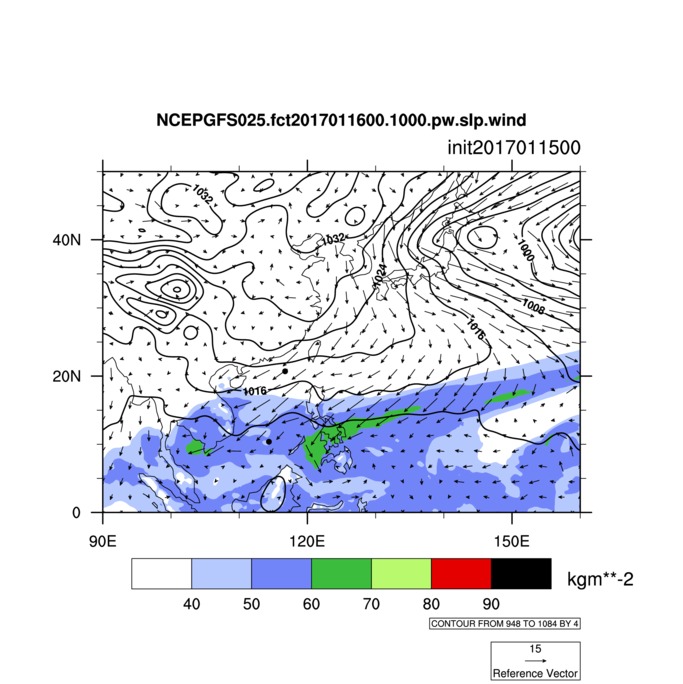 NCEPGFS025.fct2017011600.1000.pw.slp.wind
init2017011500
1032
40N
1032
1000
1024
1008
1016
20N
1016
0
90E 120E 150E
kgm**-2
40 50 60 70 80 90
CONTOUR FROM 948 TO 1084 BY 4
15
Reference Vector